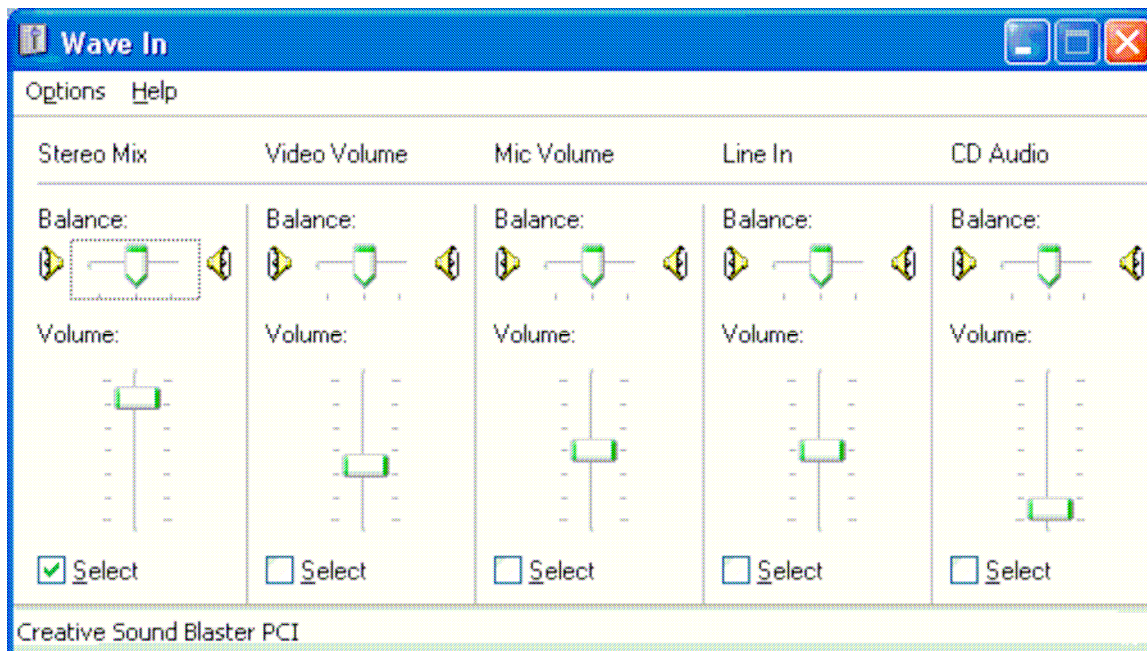 Wave In
Options Help
Stereo Mix Video Volume Mic Volume Line In CD Audio
Balance: Balance: Balance: Balance: Balance:
Volume: Volume: Volume: Volume: Volume:
Select Select Select Select Select
Creative Sound Blaster PCI